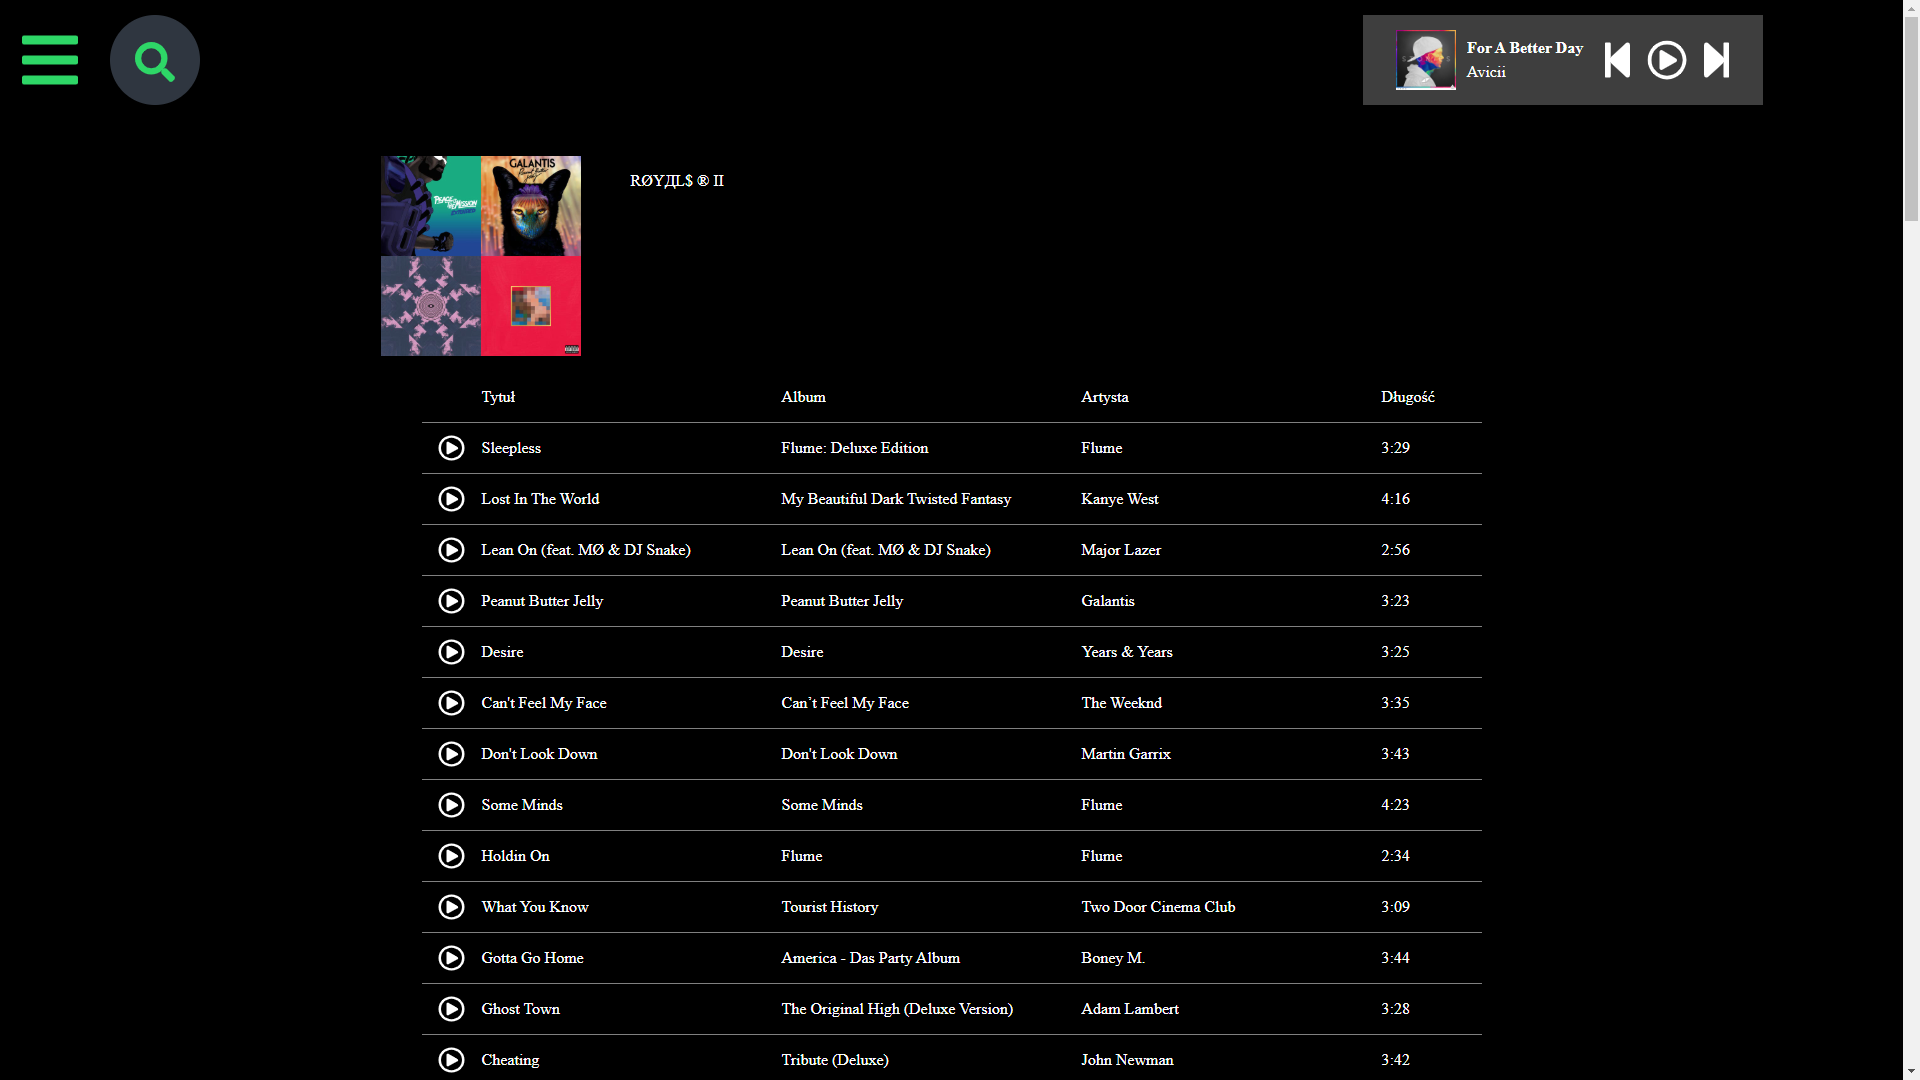 For A Better Day
Avicii
GALANTIS
RØYДL$ ® II
Tytuł Album Artysta Długość
Sleepless Flume: Deluxe Edition Flume 3:29
Lost In The World My Beautiful Dark Twisted Fantasy Kanye West 4:16
Lean On (feat. MØ & DJ Snake) Lean On (feat. MØ & DJ Snake) Major Lazer 2:56
Peanut Butter Jelly Peanut Butter Jelly Galantis 3:23
Desire Desire Years & Years 3:25
Can't Feel My Face Can’t Feel My Face The Weeknd 3:35
Don't Look Down Don't Look Down Martin Garrix 3:43
Some Minds Some Minds Flume 4:23
Holdin On Flume Flume 2:34
What You Know Tourist History Two Door Cinema Club 3:09
Gotta Go Home America - Das Party Album Boney M. 3:44
Ghost Town The Original High (Deluxe Version) Adam Lambert 3:28
Cheating Tribute (Deluxe) John Newman 3:42